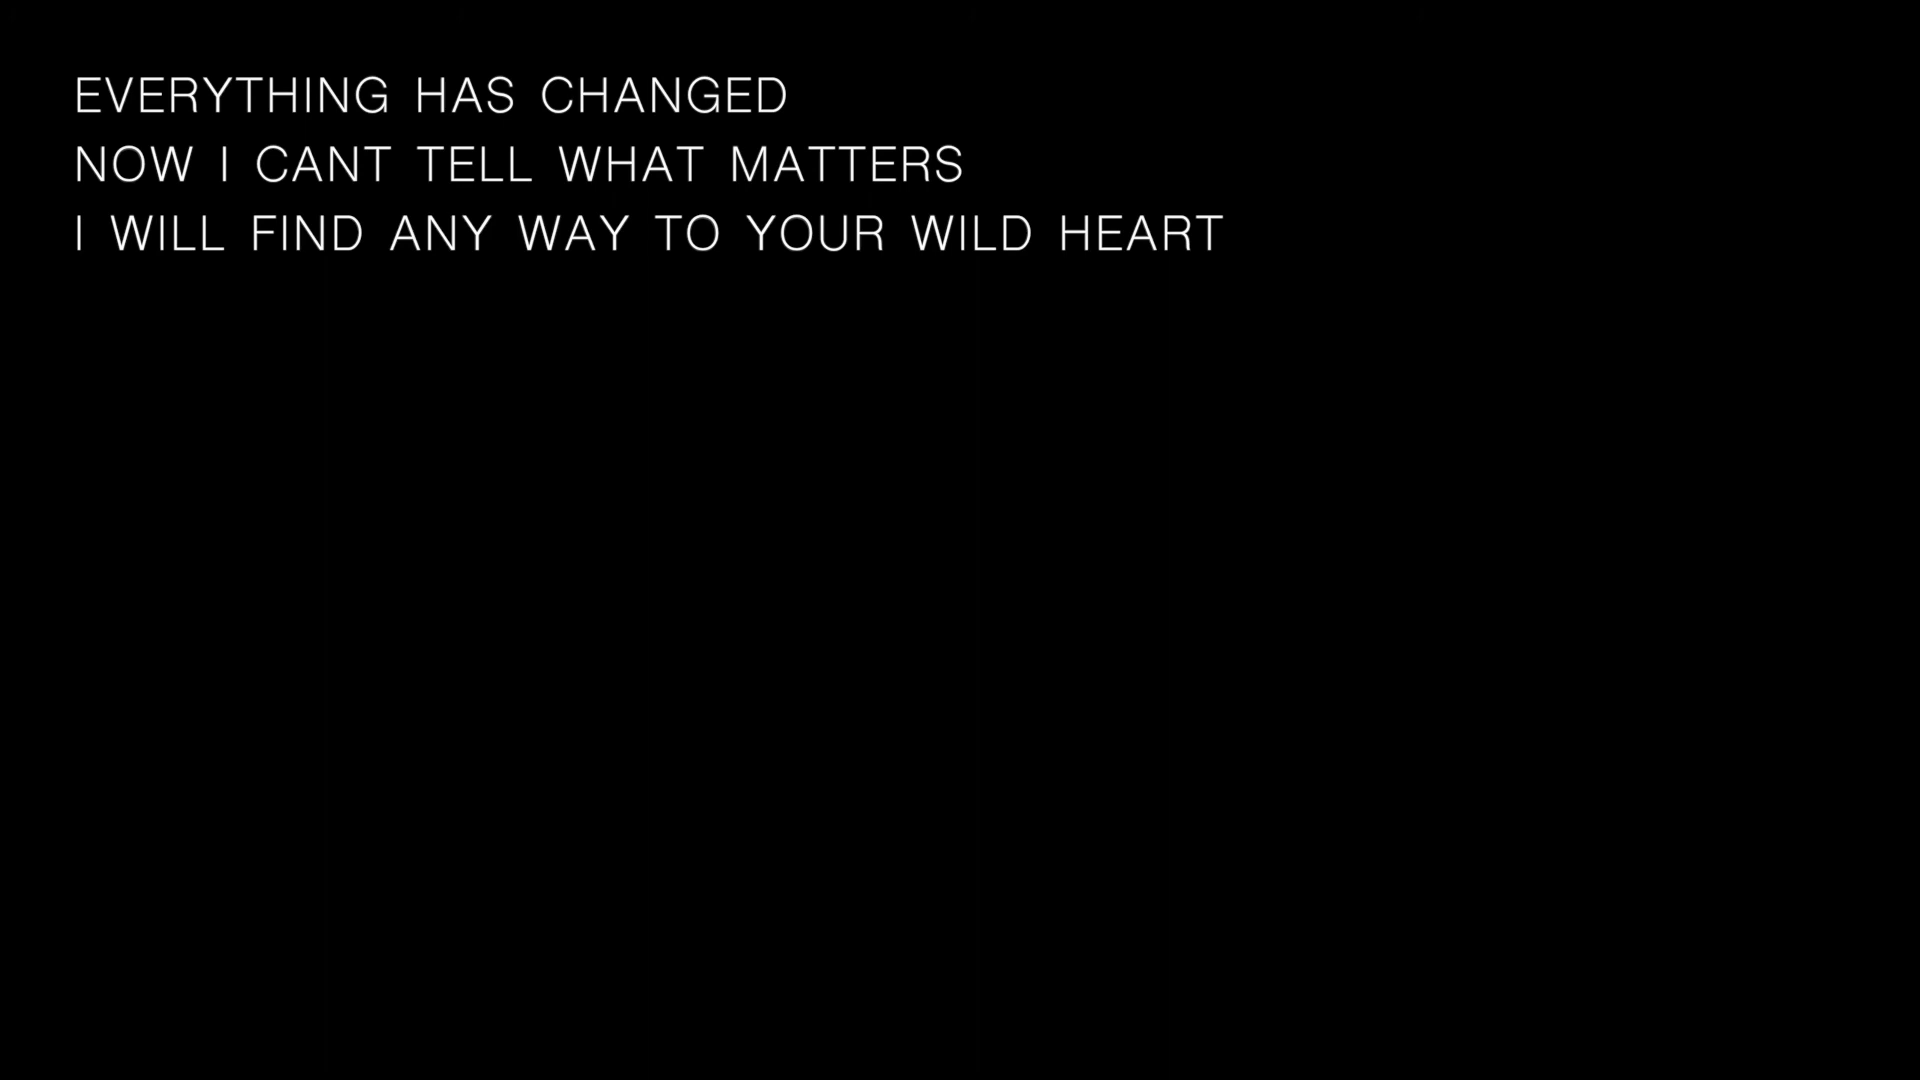 EVERYTHING HAS CHANGED
NOW I CANT TELL WHAT MATTERS
I WILL FIND ANY WAY TO YOUR WILD HEART